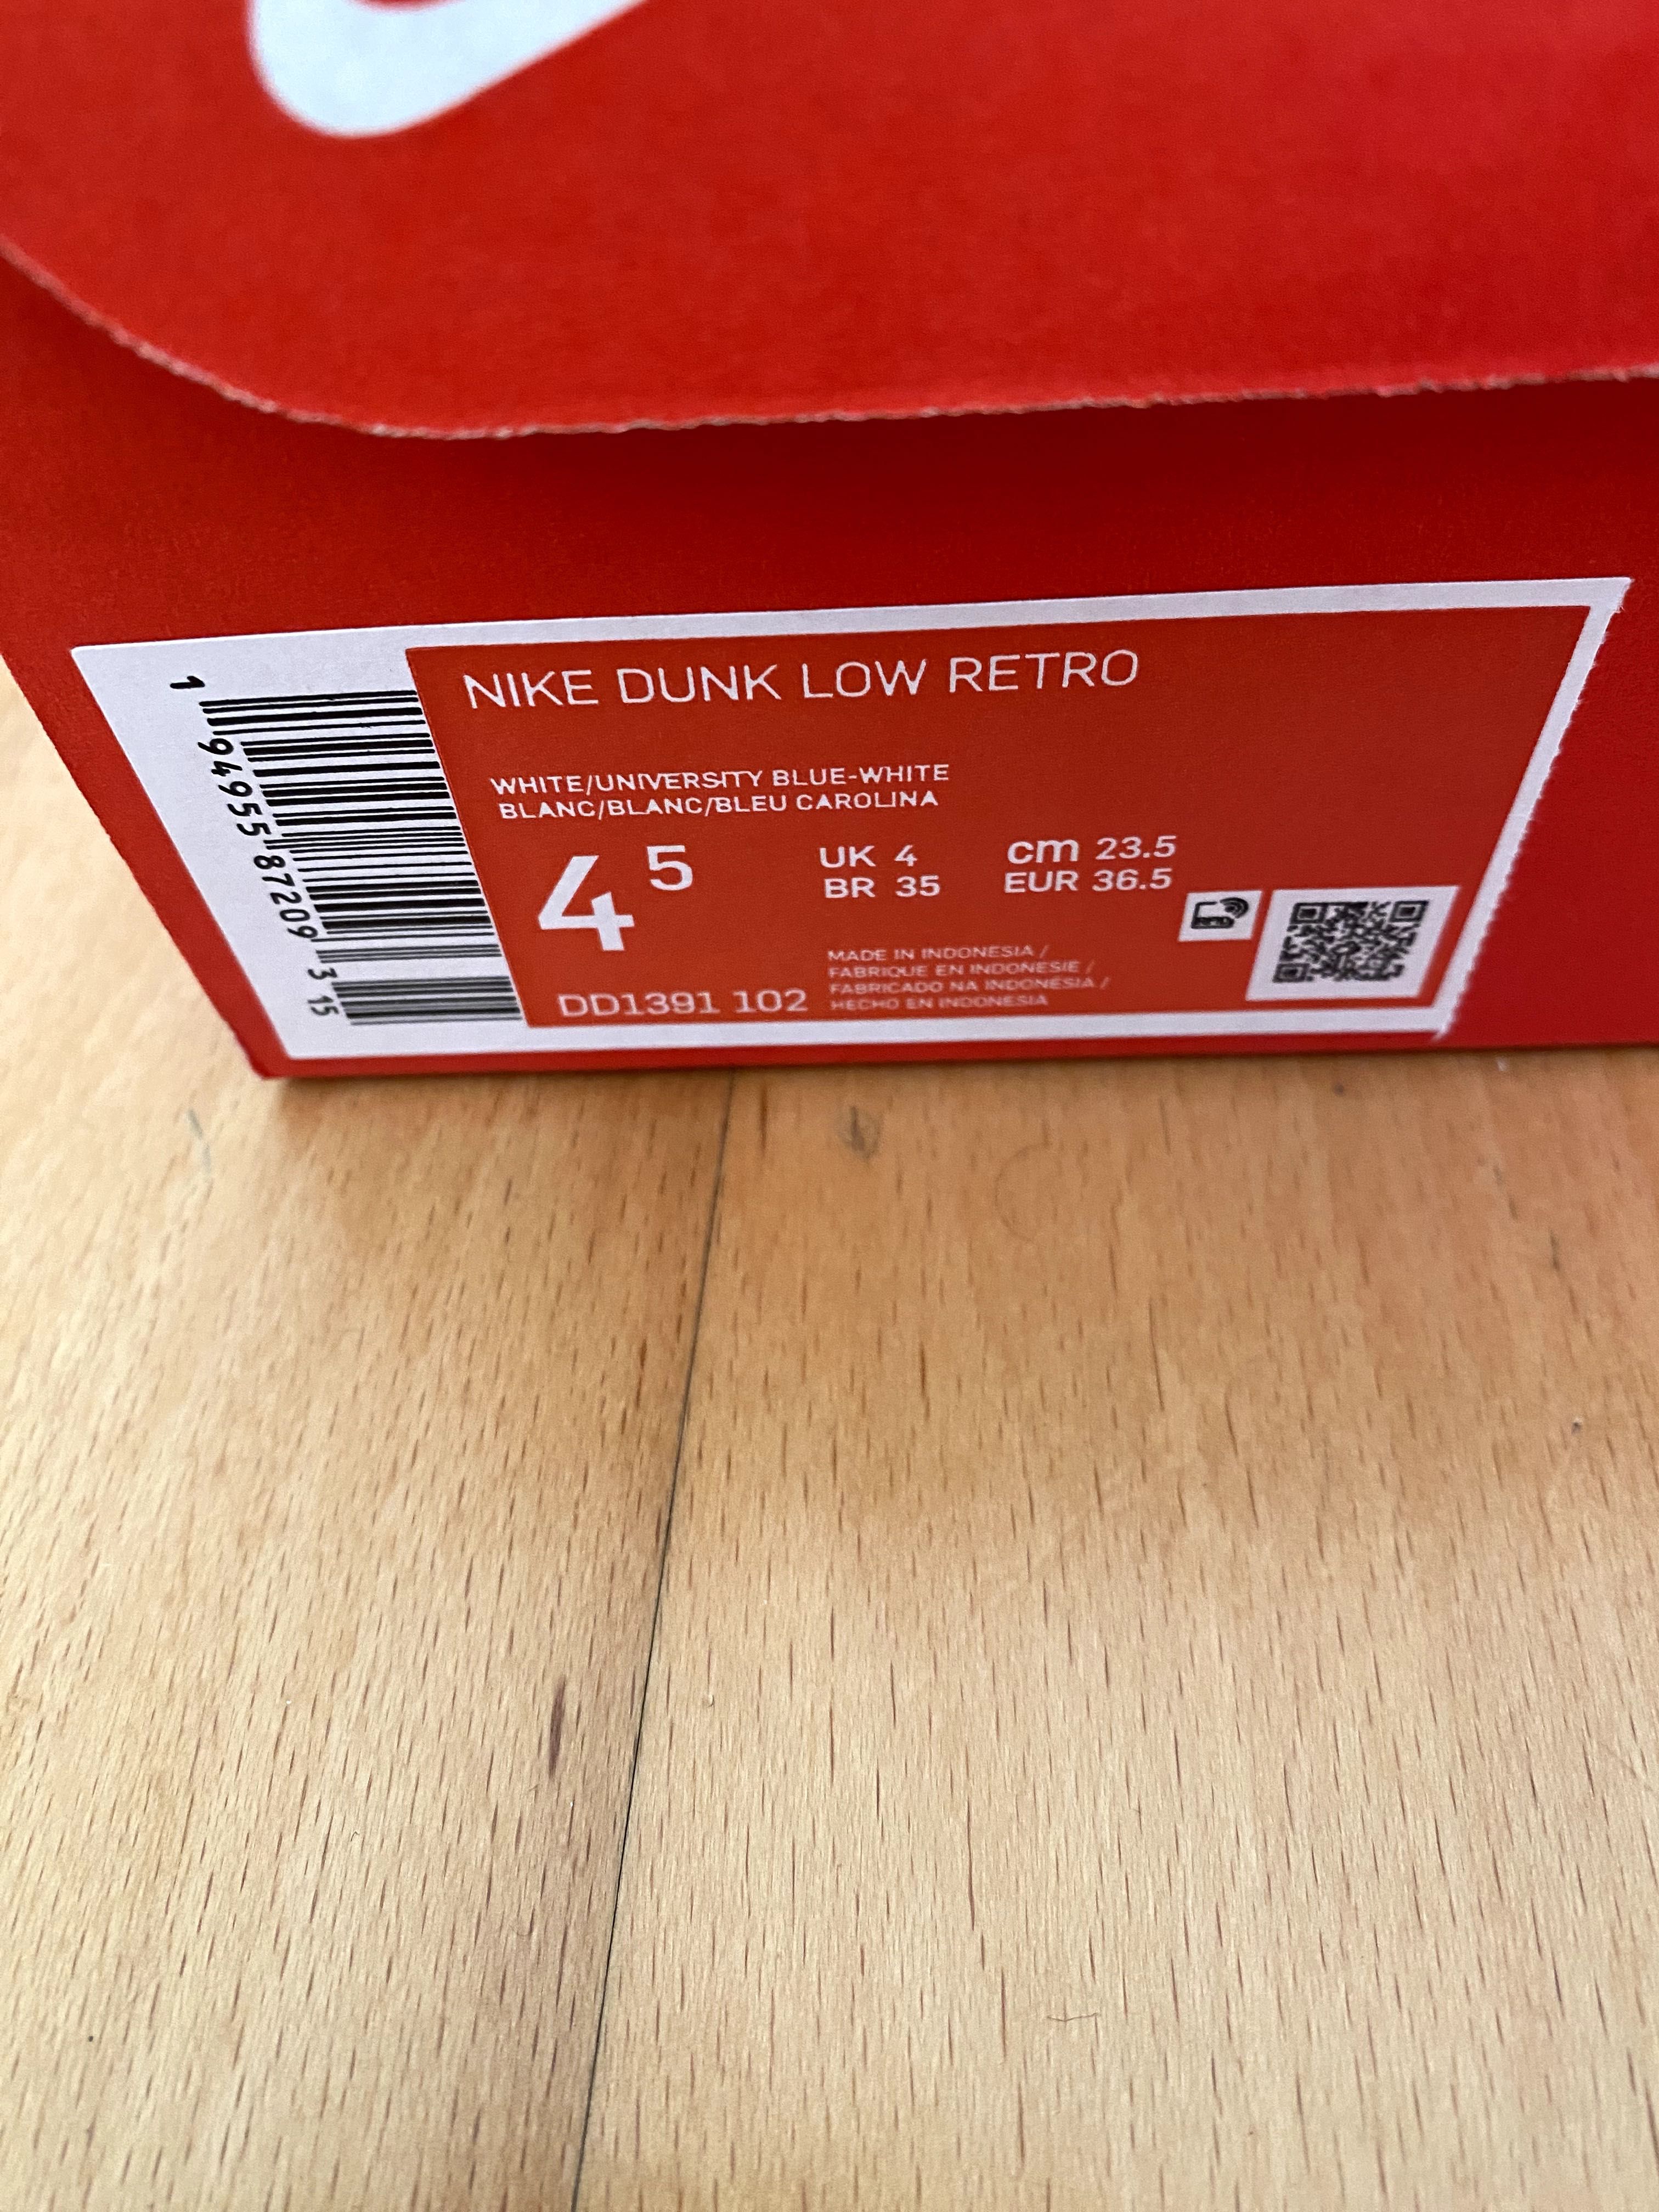 NIKE DUNK LOW RETRO
WHITE/UNIVERSITY BLUE-WHITE
BLANC/BLANC/BLEU CAROLINA
4 5
UK 4
BR 35
cm 23.5
EUR 36.5
DD1391 102
MADE IN INDONESIA /
FABRIQUE EN INDONESIE /
FABRICADO NA INDONESIA /
HECHO EN INDONESIA
1 94955 87209 3 15